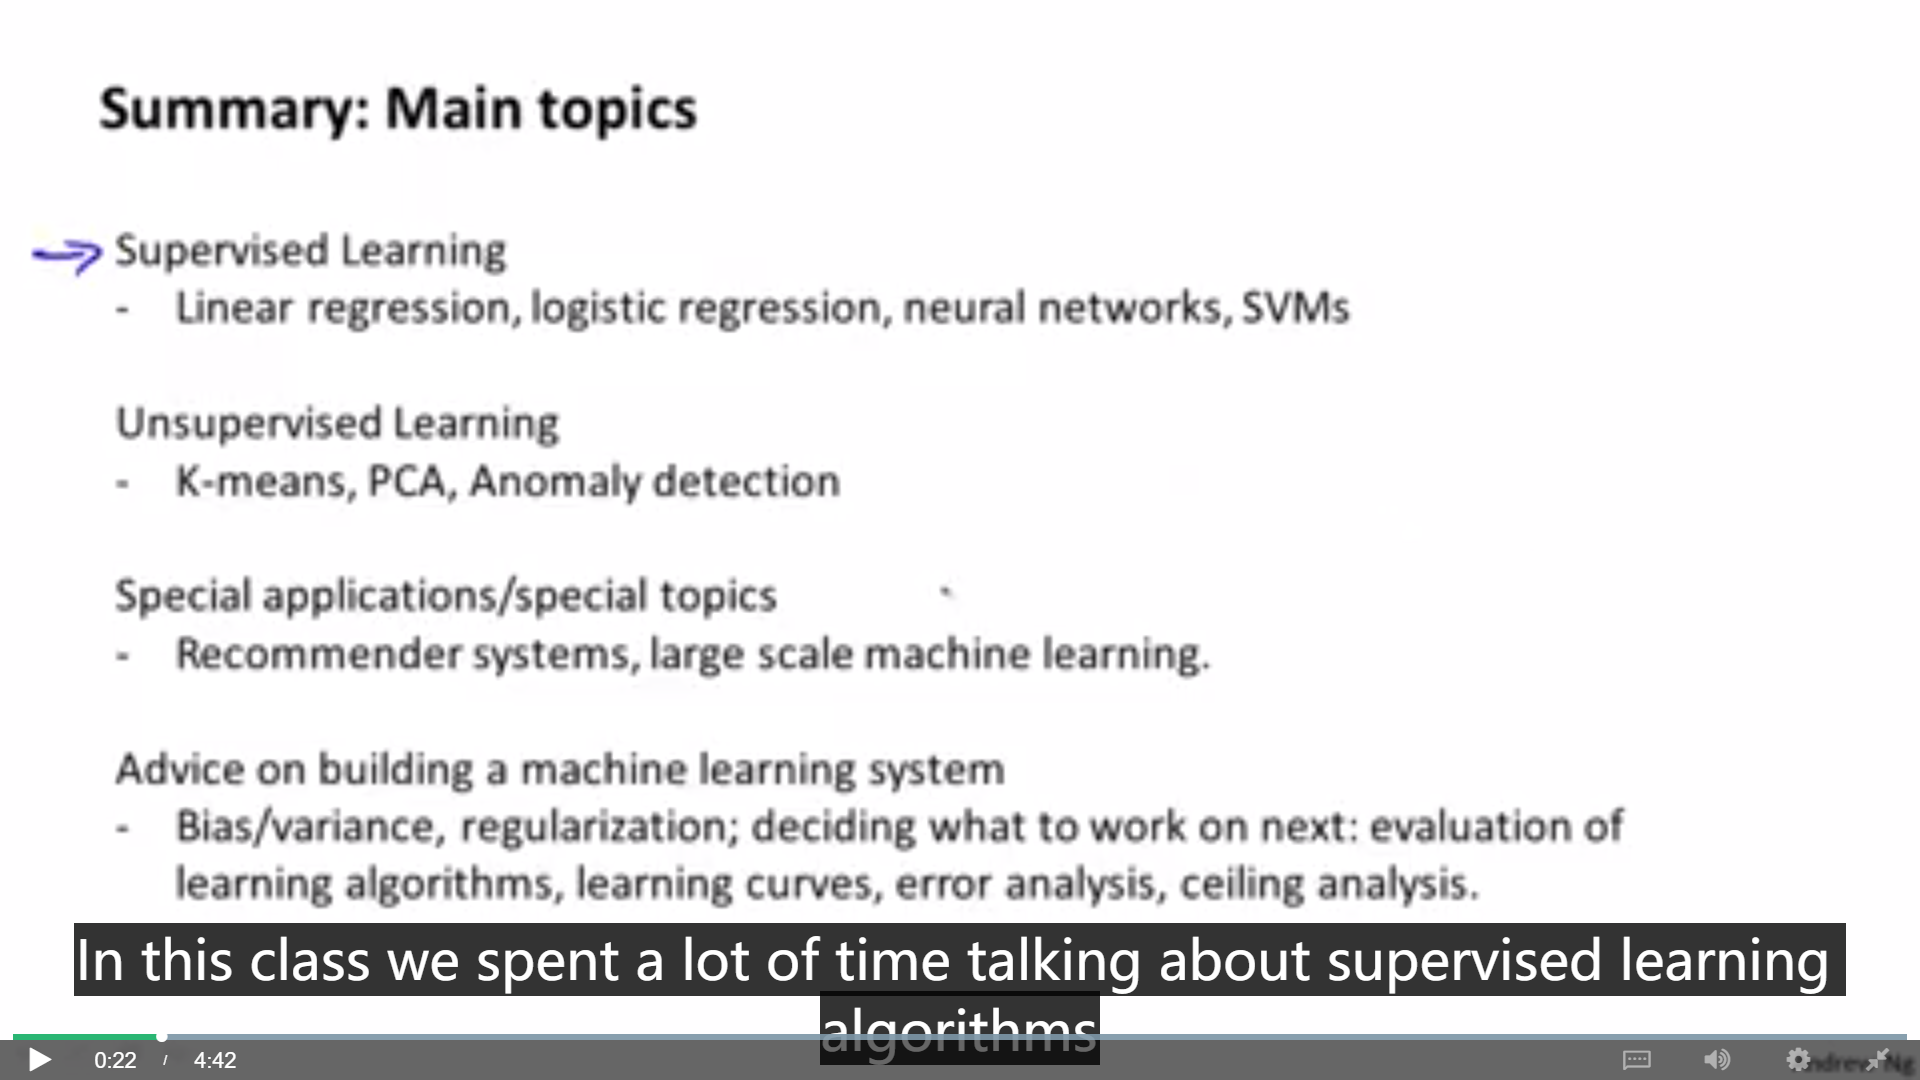 Summary: Main topics
Supervised Learning
- Linear regression, logistic regression, neural networks, SVMs
Unsupervised Learning
- K-means, PCA, Anomaly detection
Special applications/special topics
- Recommender systems, large scale machine learning.
Advice on building a machine learning system
- Bias/variance, regularization; deciding what to work on next: evaluation of
learning algorithms, learning curves, error analysis, ceiling analysis.
In this class we spent a lot of time talking about supervised learning
algorithms
0:22 / 4:42